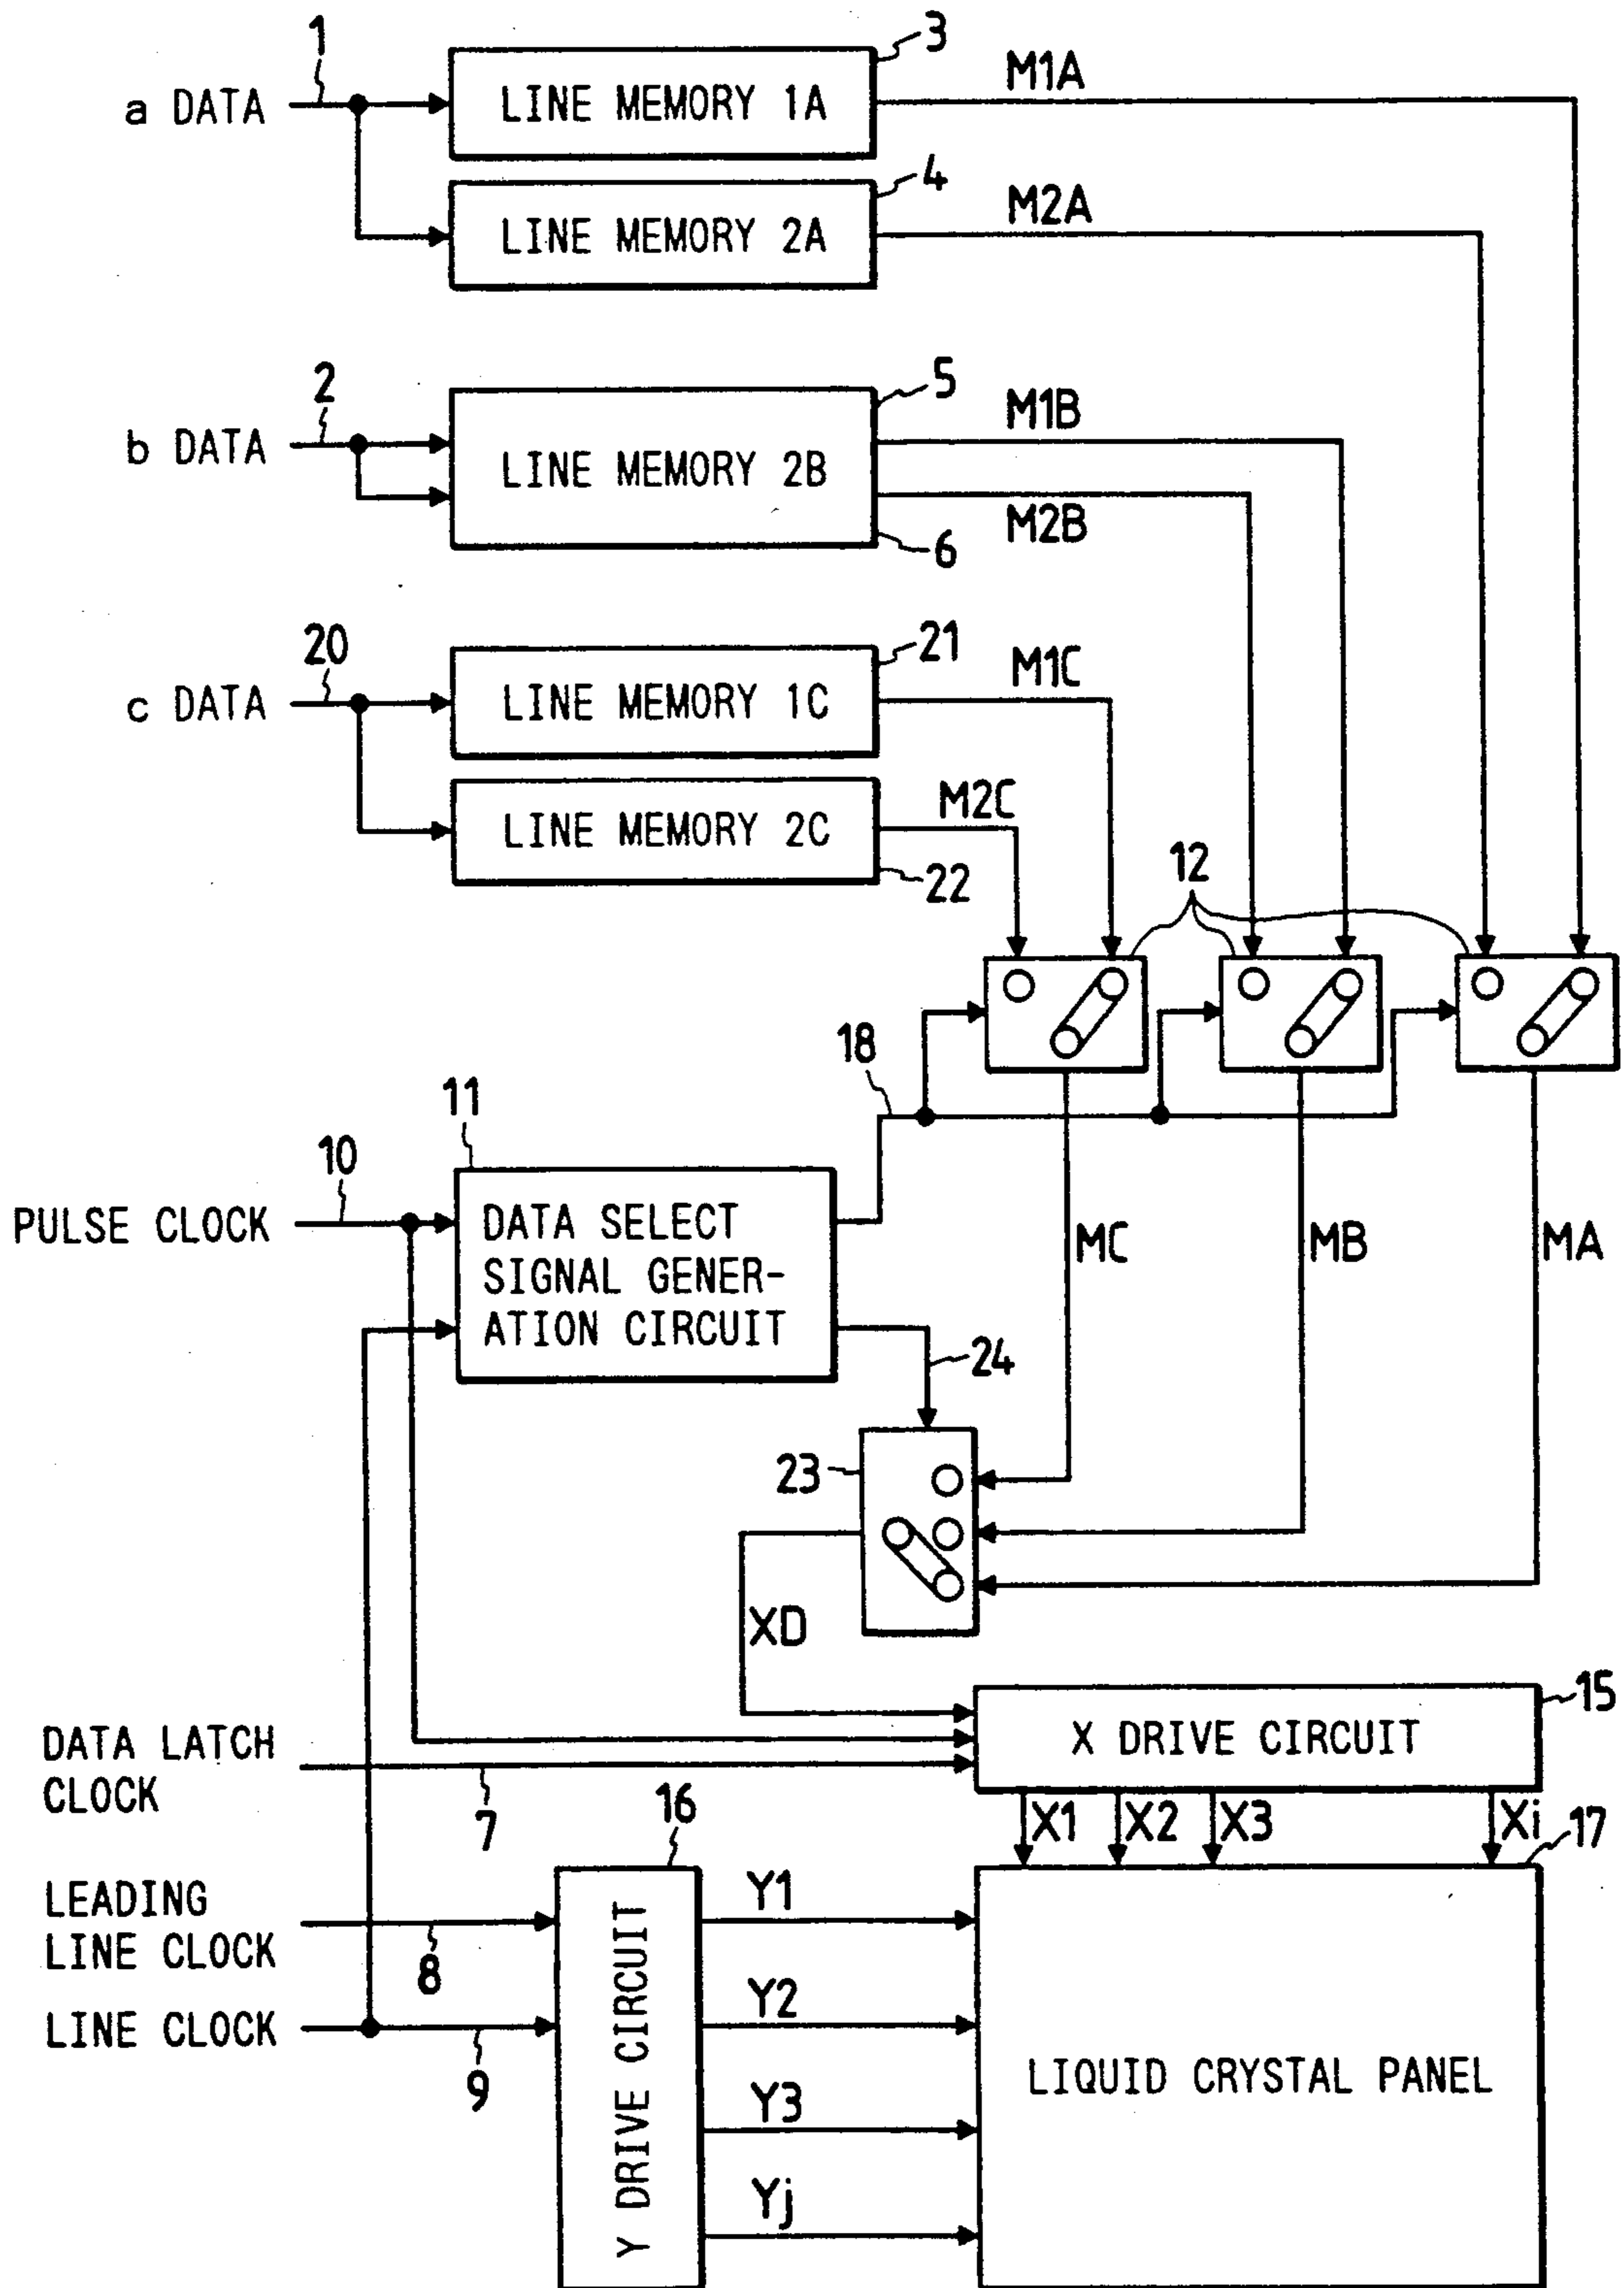 1
3
M1A
a DATA
LINE MEMORY 1A
4
M2A
LINE MEMORY 2A
2
5
M1B
b DATA
LINE MEMORY 2B
M2B
6
20
21
M1C
c DATA
LINE MEMORY 1C
M2C
LINE MEMORY 2C
22
12
18
11
10
PULSE CLOCK
DATA SELECT
SIGNAL GENER-
ATION CIRCUIT
MC
MB
MA
24
23
XD
15
X DRIVE CIRCUIT
DATA LATCH
CLOCK
7
16
X1
X2
X3
Xi
17
LEADING
LINE CLOCK
8
Y1
LINE CLOCK
9
Y2
Y DRIVE CIRCUIT
Y3
LIQUID CRYSTAL PANEL
Yj